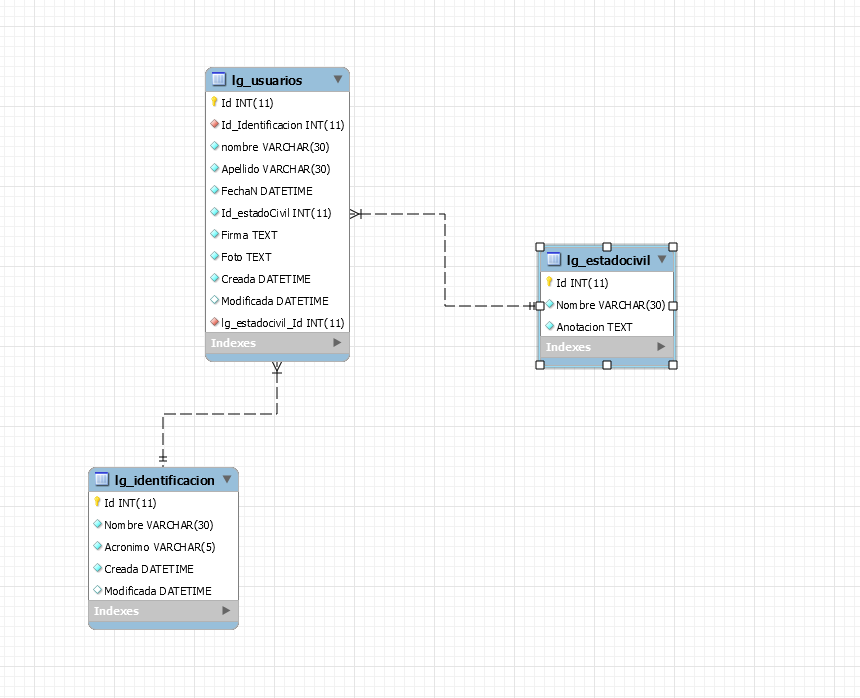 lg_usuarios
Id INT(11)
Id_Identificacion INT(11)
nombre VARCHAR(30)
Apellido VARCHAR(30)
FechaN DATETIME
Id_estadoCivil INT(11)
Firma TEXT
Foto TEXT
Creada DATETIME
Modificada DATETIME
lg_estadocivil_Id INT(11)
Indexes
lg_estadocivil
Id INT(11)
Nombre VARCHAR(30)
Anotacion TEXT
Indexes
lg_identificacion
Id INT(11)
Nombre VARCHAR(30)
Acronimo VARCHAR(5)
Creada DATETIME
Modificada DATETIME
Indexes